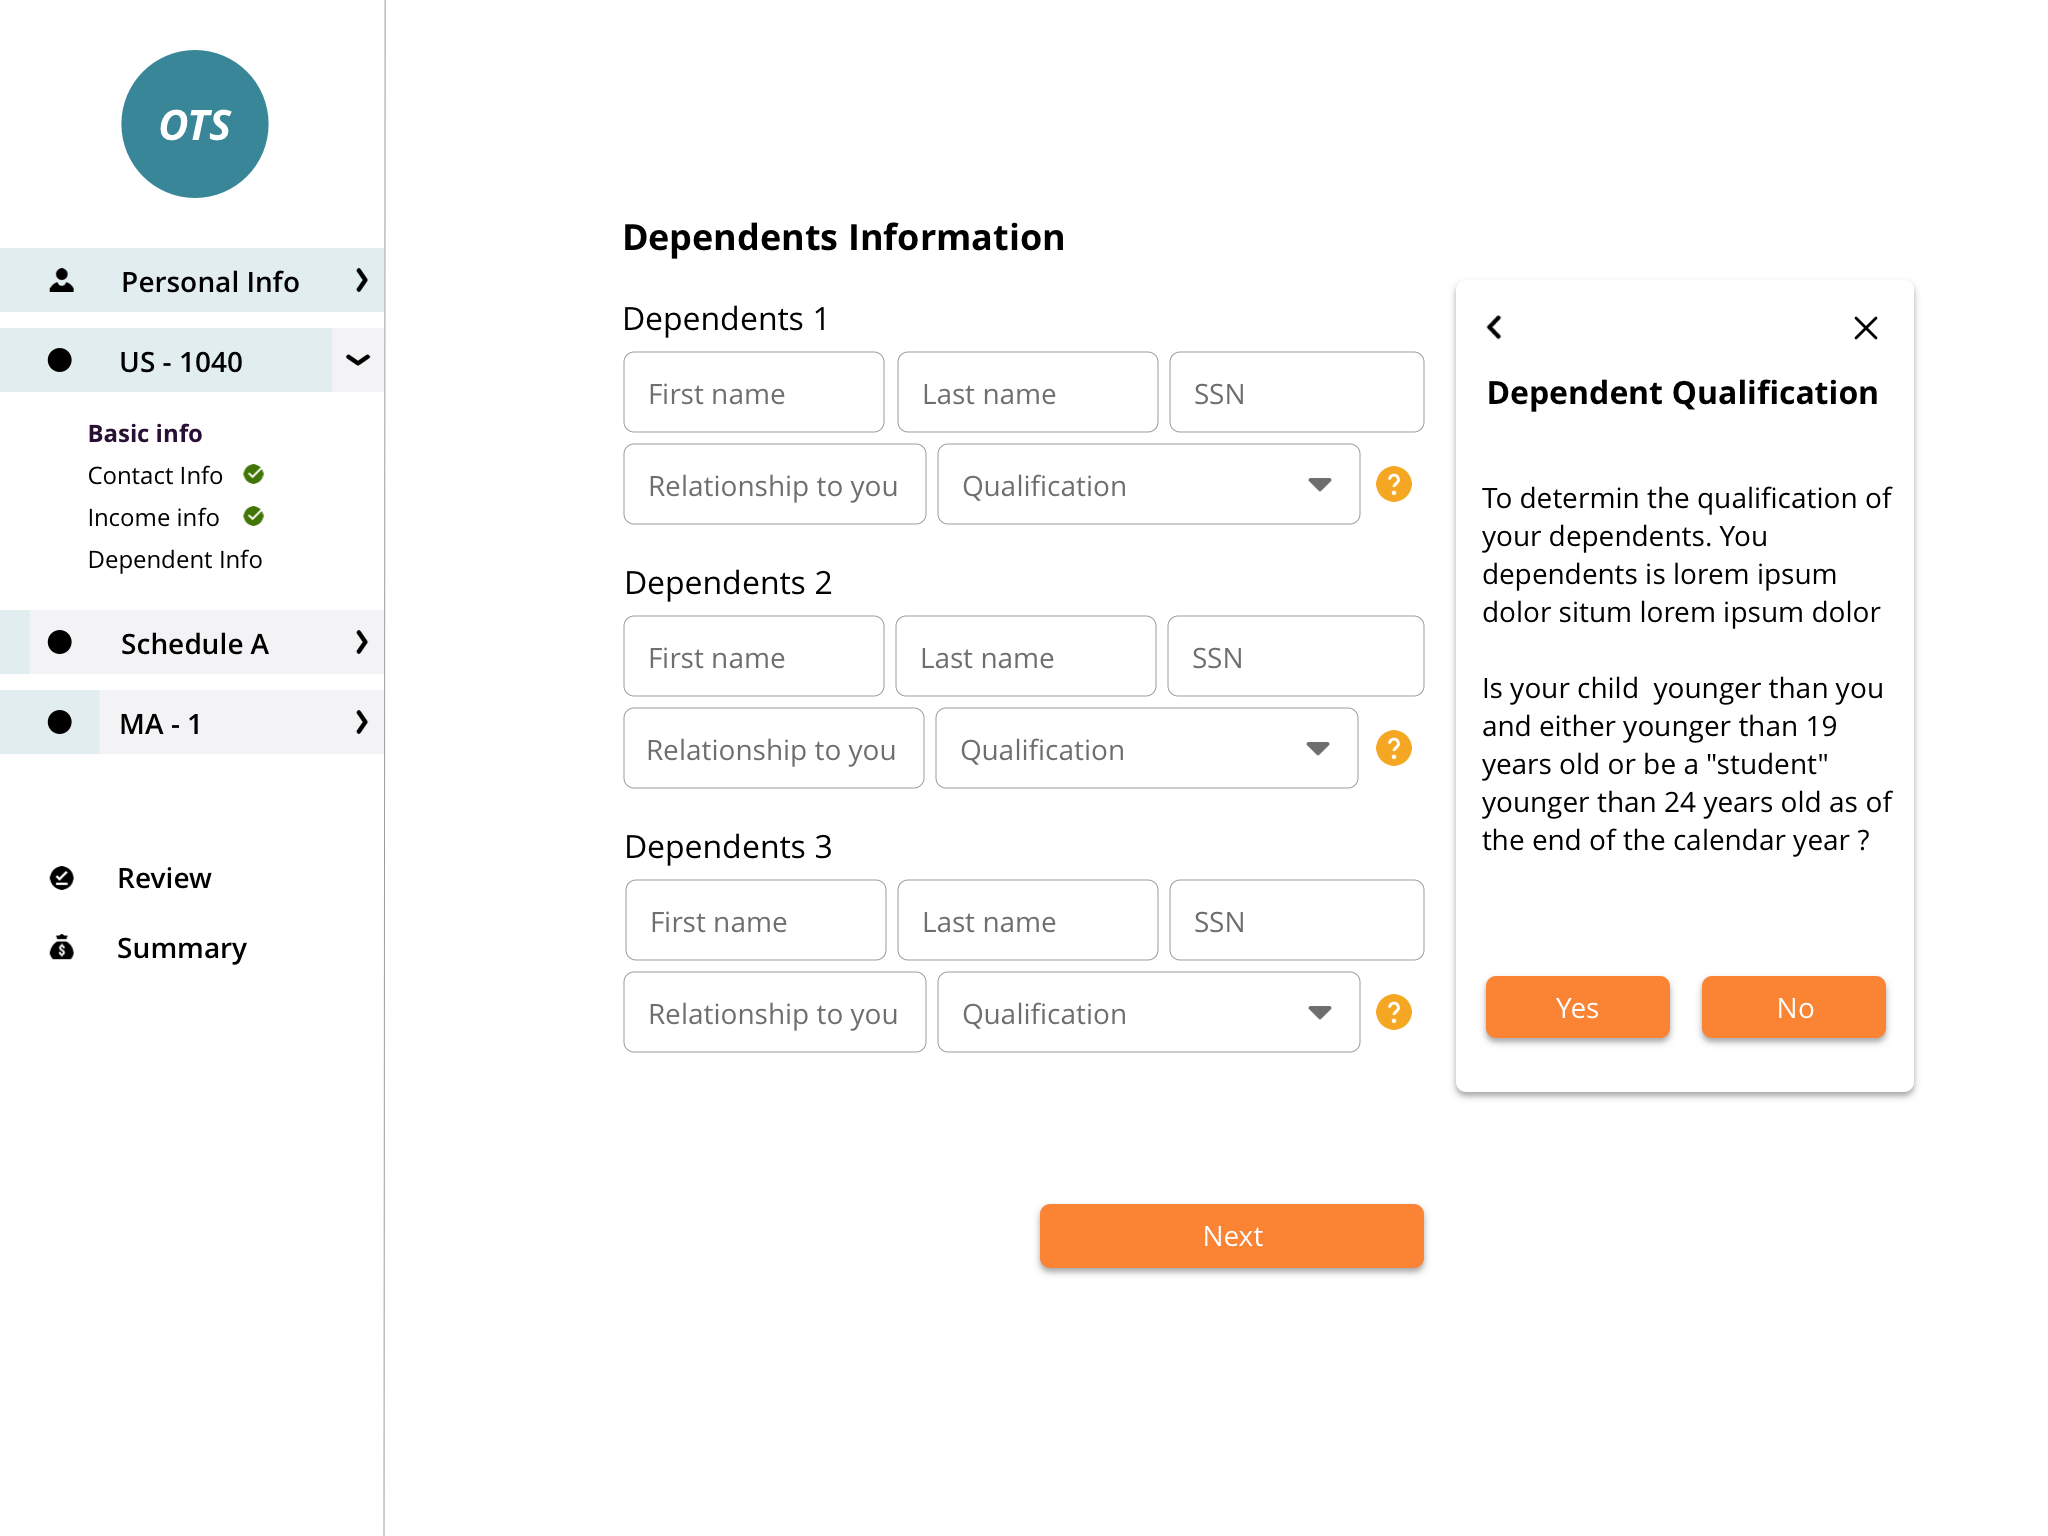 OTS
Personal Info
US - 1040
Basic info
Contact Info
Income info
Dependent Info
Schedule A
MA - 1
Review
Summary
Dependents Information
Dependents 1
First name
Last name
SSN
Relationship to you
Qualification
?
Dependents 2
First name
Last name
SSN
Relationship to you
Qualification
?
Dependents 3
First name
Last name
SSN
Relationship to you
Qualification
?
Next
Dependent Qualification
To determin the qualification of
your dependents. You
dependents is lorem ipsum
dolor situm lorem ipsum dolor
Is your child  younger than you
and either younger than 19
years old or be a "student"
younger than 24 years old as of
the end of the calendar year ?
Yes
No